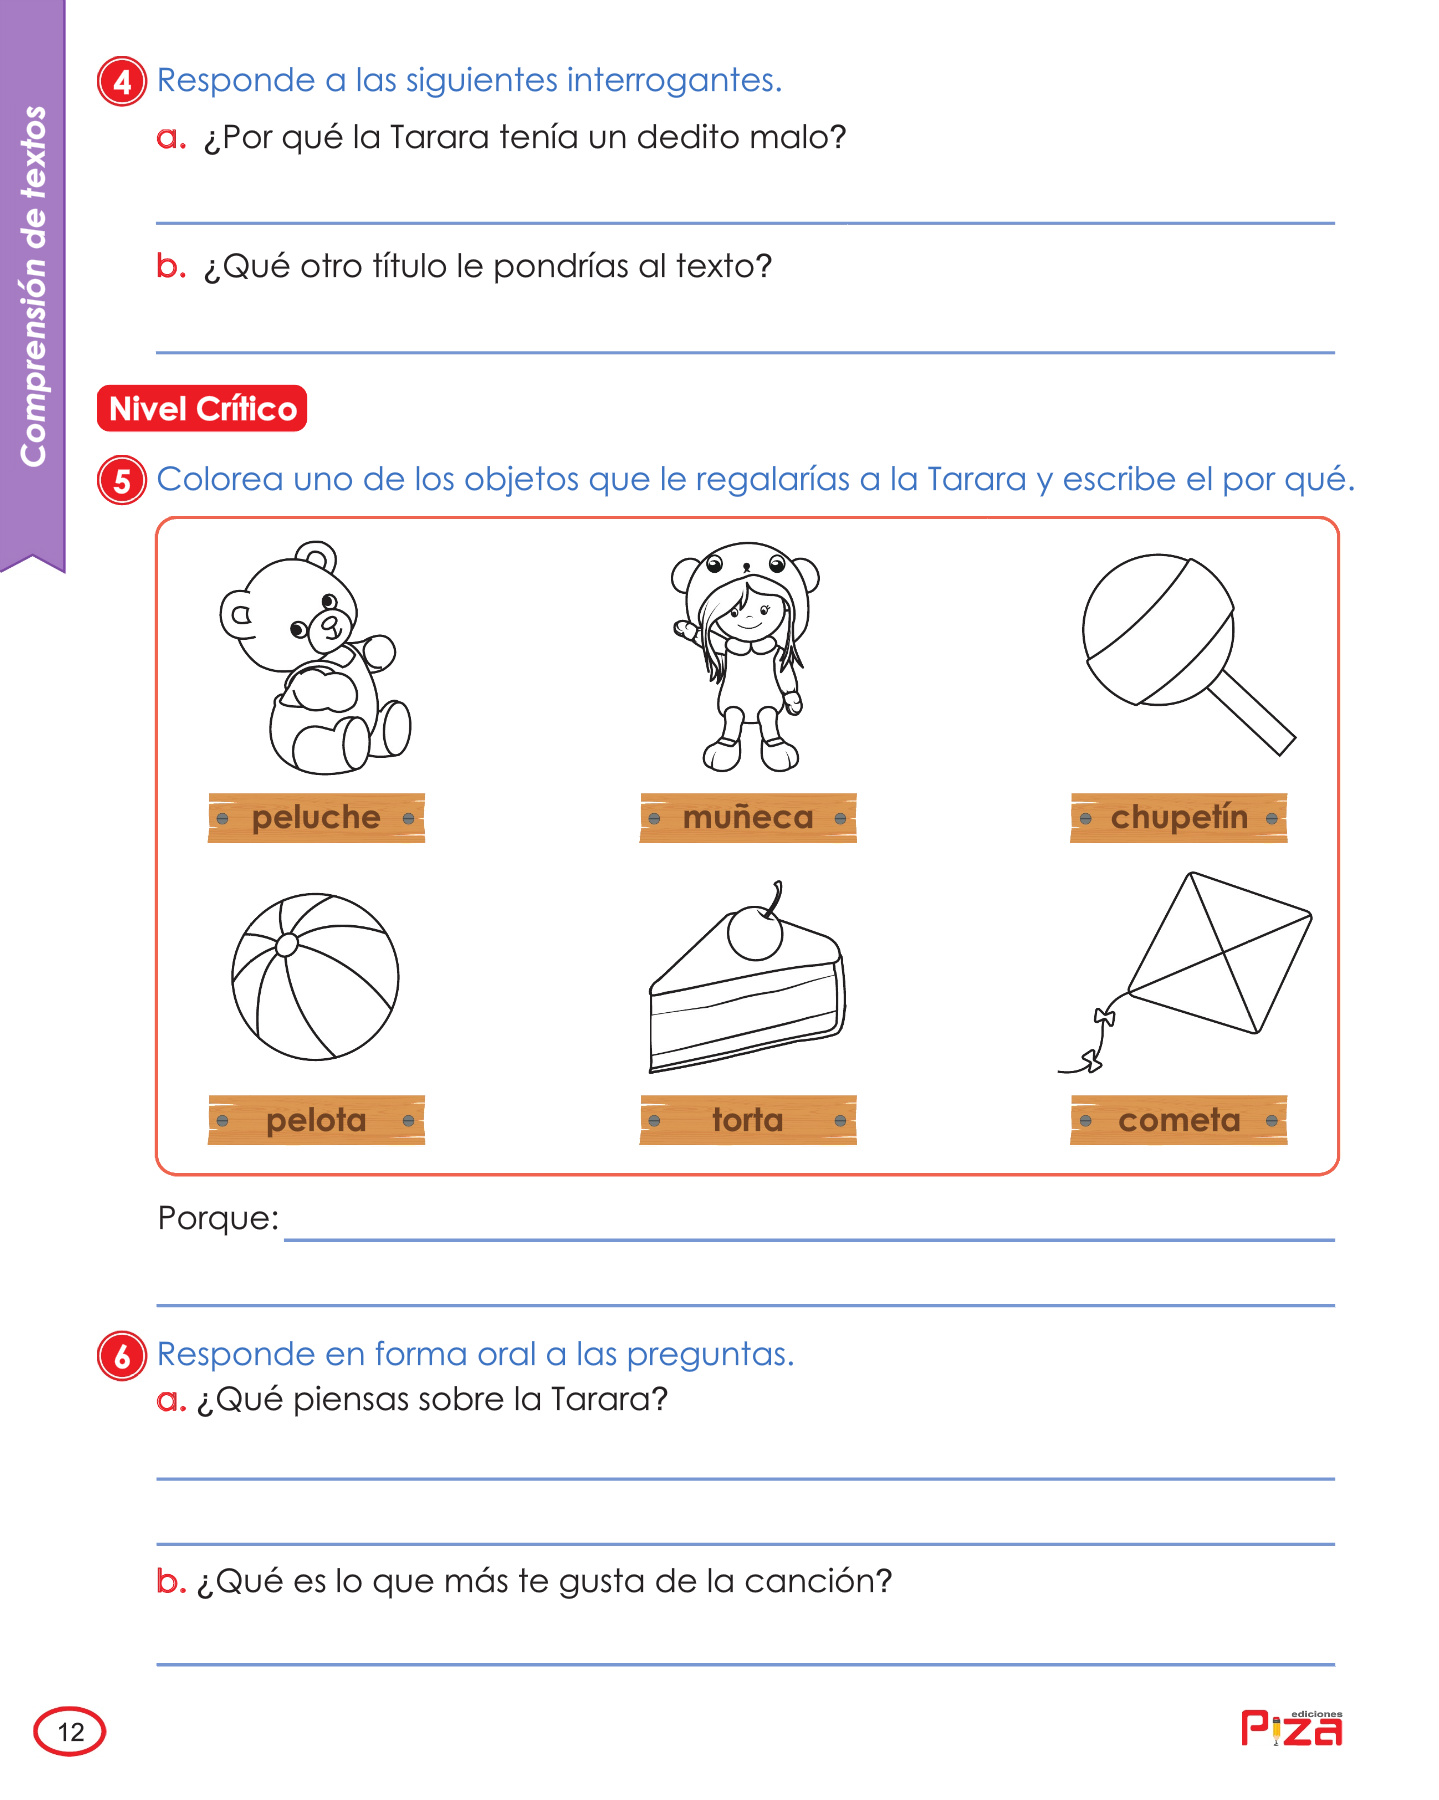 Comprensión de textos
4 Responde a las siguientes interrogantes.
a. ¿Por qué la Tarara tenía un dedito malo?
b. ¿Qué otro título le pondrías al texto?
Nivel Crítico
5 Colorea uno de los objetos que le regalarías a la Tarara y escribe el por qué.
peluche
muñeca
chupetín
pelota
torta
cometa
Porque:
6 Responde en forma oral a las preguntas.
a. ¿Qué piensas sobre la Tarara?
b. ¿Qué es lo que más te gusta de la canción?
12
ediciones
Piza